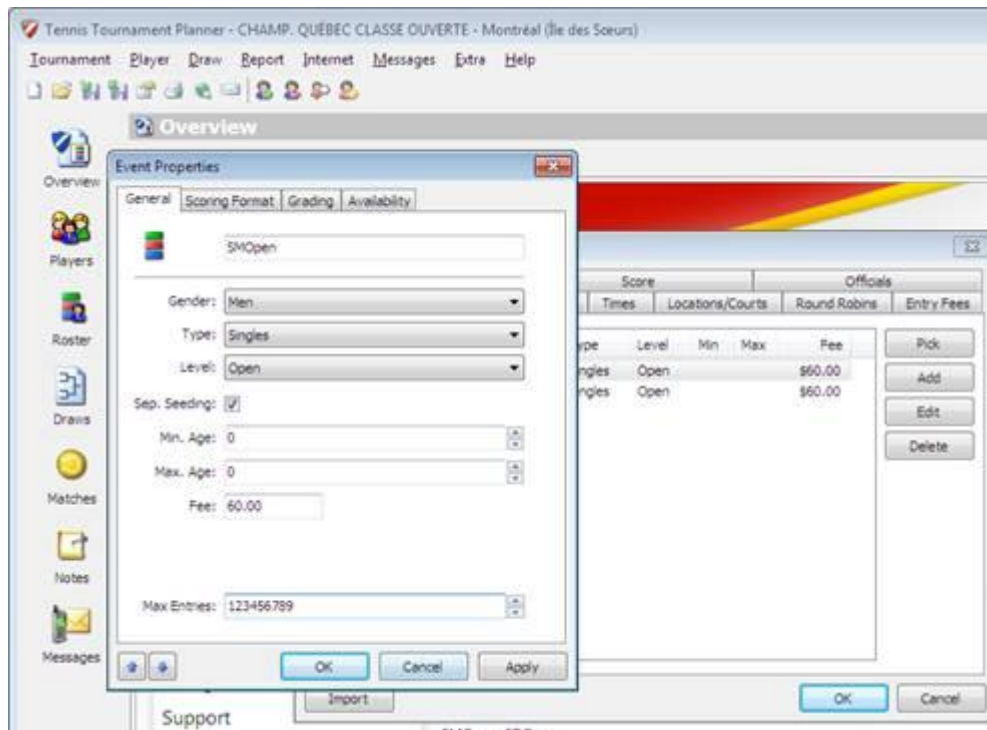 Tennis Tournament Planner - CHAMP. QUÉBEC CLASSE OUVERTE - Montréal (Île des Soeurs)
Tournament Player Draw Report Internet Messages Extra Help
Overview
Overview
Players
Roster
Draws
Matches
Notes
Messages
Event Properties
General Scoring Format Grading Availability
SMOpen
Gender: Men
Type: Singles
Level: Open
Sep. Seeding:
Min. Age: 0
Max. Age: 0
Fee: 60.00
Max Entries: 123456789
OK Cancel Apply
Score Officials
Times Locations/Courts Round Robins Entry Fees
ype Level Min Max Fee
ngles Open $60.00
ngles Open $60.00
Pick
Add
Edit
Delete
Import
OK Cancel
Support